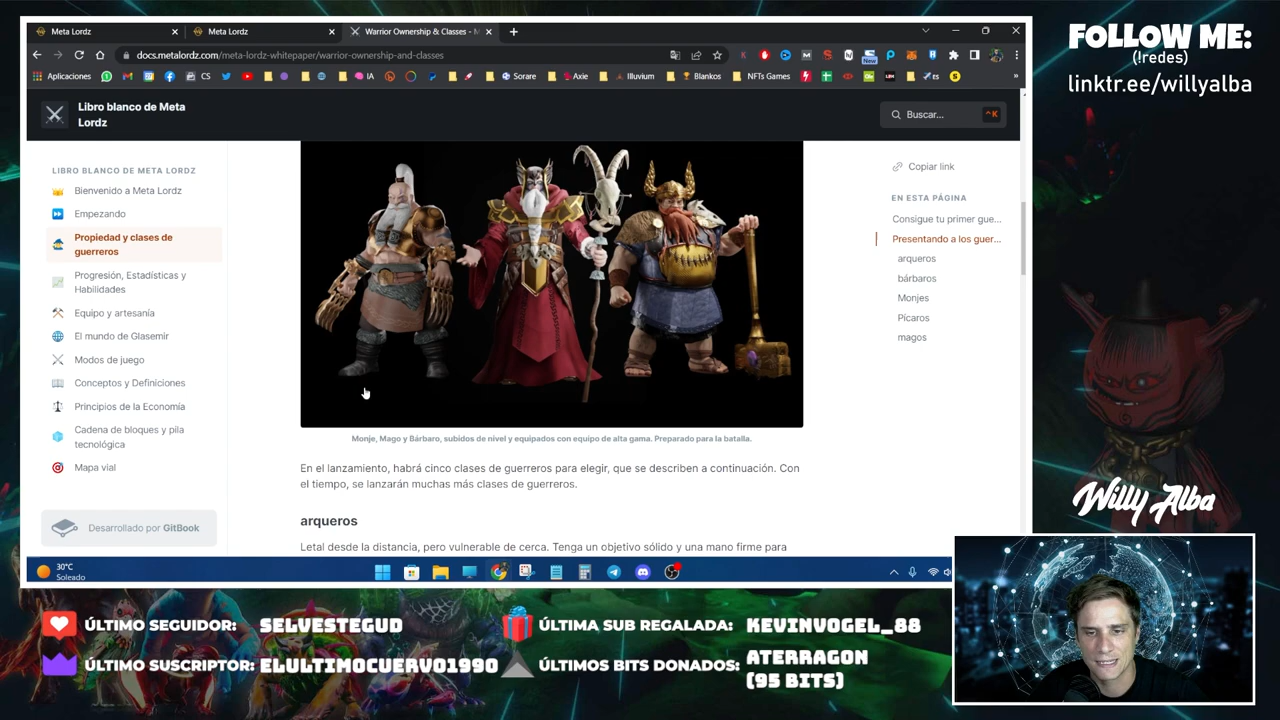 Meta Lordz
Meta Lordz
Warrior Ownership & Classes - M
docs.metalordz.com/meta-lordz-whitepaper/warrior-ownership-and-classes
Aplicaciones
CS
IA
Sorare
Axie
Illuvium
Blankos
NFTs Games
New
+es
»
FOLLOW ME:
(!redes)
linktr.ee/willyalba
Libro blanco de Meta
Lordz
Buscar...
^K
LIBRO BLANCO DE META LORDZ
Bienvenido a Meta Lordz
Empezando
Propiedad y clases de
guerreros
Progresión, Estadísticas y
Habilidades
Equipo y artesanía
El mundo de Glasemir
Modos de juego
Conceptos y Definiciones
Principios de la Economía
Cadena de bloques y pila
tecnológica
Mapa vial
Desarrollado por GitBook
Monje, Mago y Bárbaro, subidos de nivel y equipados con equipo de alta gama. Preparado para la batalla.
En el lanzamiento, habrá cinco clases de guerreros para elegir, que se describen a continuación. Con
el tiempo, se lanzarán muchas más clases de guerreros.
arqueros
Letal desde la distancia, pero vulnerable de cerca. Tenga un objetivo sólido y una mano firme para
Copiar link
EN ESTA PÁGINA
Consigue tu primer gue...
Presentando a los guer...
arqueros
bárbaros
Monjes
Pícaros
magos
Willy Alba
30°C
Soleado
ÚLTIMO SEGUIDOR: SELVESTEGUD
ÚLTIMA SUB REGALADA: KEVINVOGEL_88
ÚLTIMO SUSCRIPTOR: ELULTIMOCUERVO1990
ÚLTIMOS BITS DONADOS: ATERRAGON
(95 BITS)